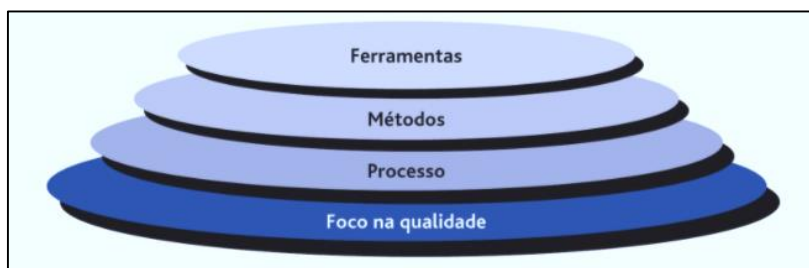 Ferramentas
Métodos
Processo
Foco na qualidade